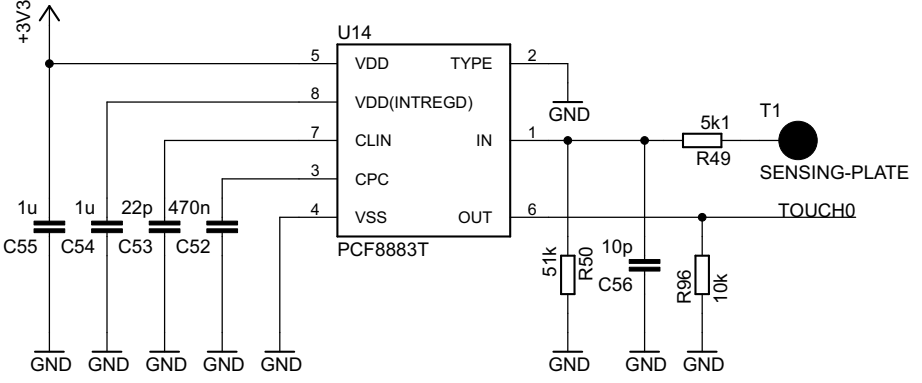 +3V3
U14
5 VDD TYPE 2
8 VDD(INTREGD) GND T1
7 CLIN IN 1 5k1
R49
SENSING-PLATE
3 CPC
1u 1u 22p 470n 4 VSS OUT 6 TOUCH0
C55 C54 C53 C52
PCF8883T
51k R50 10p C56 R96 10k
GND GND GND GND GND GND GND GND